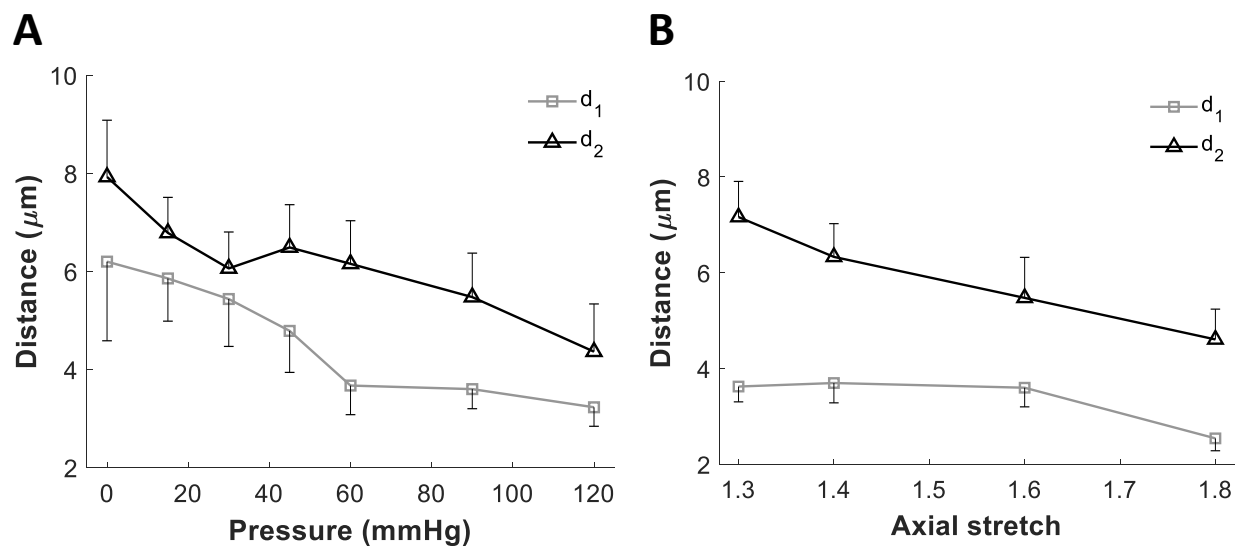 A
10
8
6
4
2
Distance (μm)
0 20 40 60 80 100 120
Pressure (mmHg)
d1
d2
B
10
8
6
4
2
Distance (μm)
1.3 1.4 1.5 1.6 1.7 1.8
Axial stretch
d1
d2